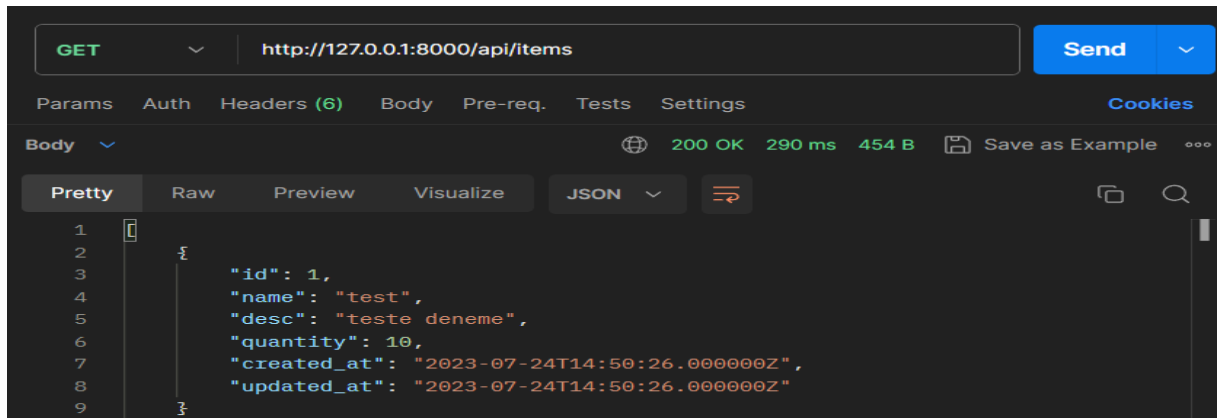 GET http://127.0.0.1:8000/api/items Send
Params Auth Headers (6) Body Pre-req. Tests Settings Cookies
Body 200 OK 290 ms 454 B Save as Example
Pretty Raw Preview Visualize JSON
1 [
2 {
3 "id": 1,
4 "name": "test",
5 "desc": "teste deneme",
6 "quantity": 10,
7 "created_at": "2023-07-24T14:50:26.000000Z",
8 "updated_at": "2023-07-24T14:50:26.000000Z"
9 }